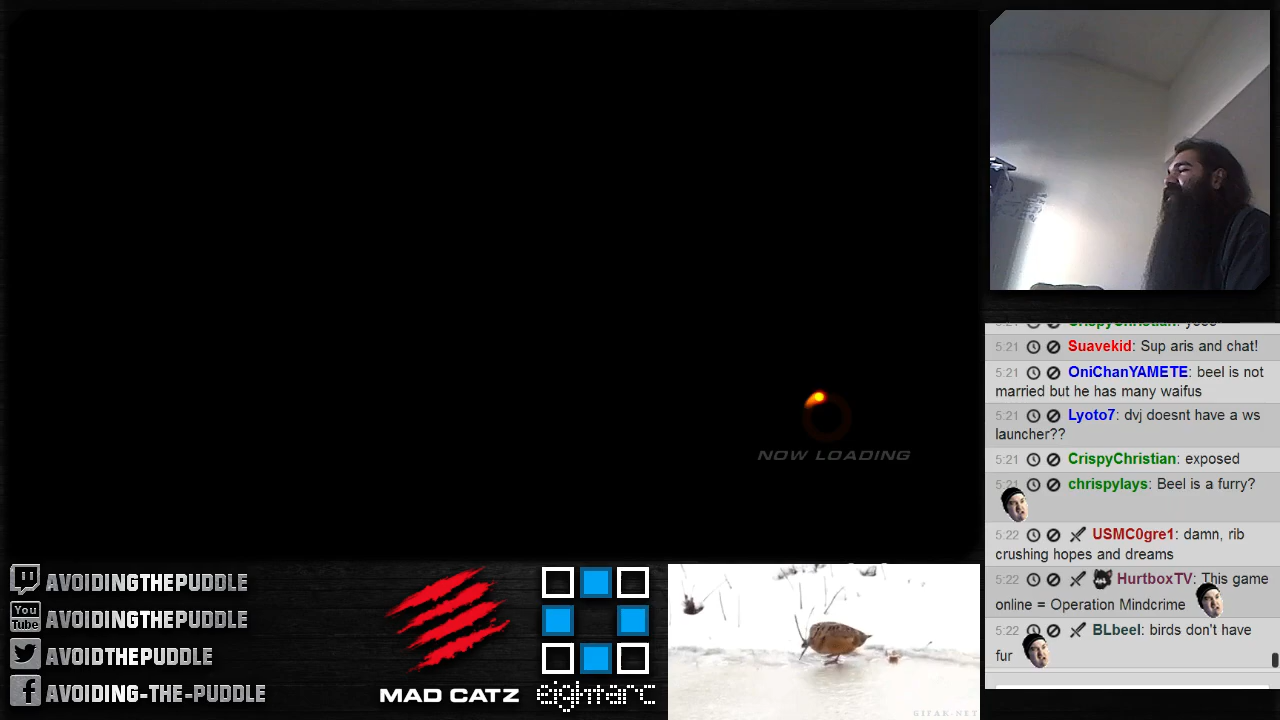 NOW LOADING
Suavekid: Sup aris and chat!
5:21 OniChanYAMETE: beel is not
married but he has many waifus
5:21 Lyoto7: dvj doesnt have a ws
launcher??
5:21 CrispyChristian: exposed
5:21 chrispylays: Beel is a furry?
5:22 USMC0gre1: damn, rib
crushing hopes and dreams
5:22 HurtboxTV: This game
online = Operation Mindcrime
5:22 BLbeel: birds don't have
fur
AVOIDINGTHEPUDDLE
You
Tube AVOIDINGTHEPUDDLE
AVOIDTHEPUDDLE
AVOIDING-THE-PUDDLE
MAD CATZ
eightarc
GIFAK-NET